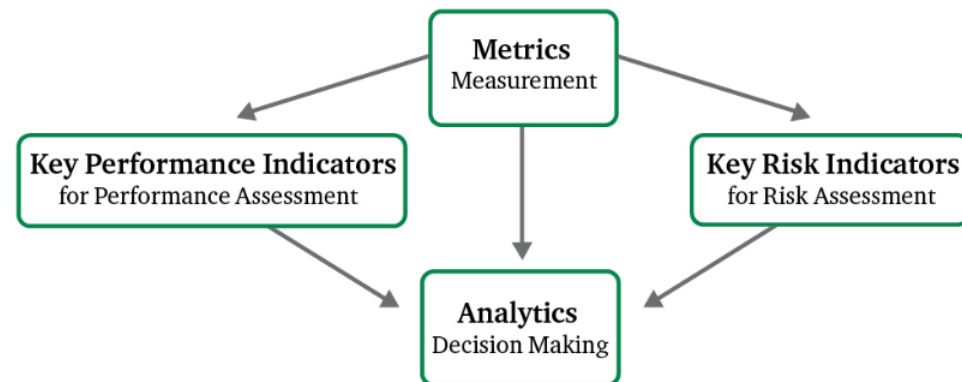 Metrics
Measurement
Key Performance Indicators
for Performance Assessment
Key Risk Indicators
for Risk Assessment
Analytics
Decision Making